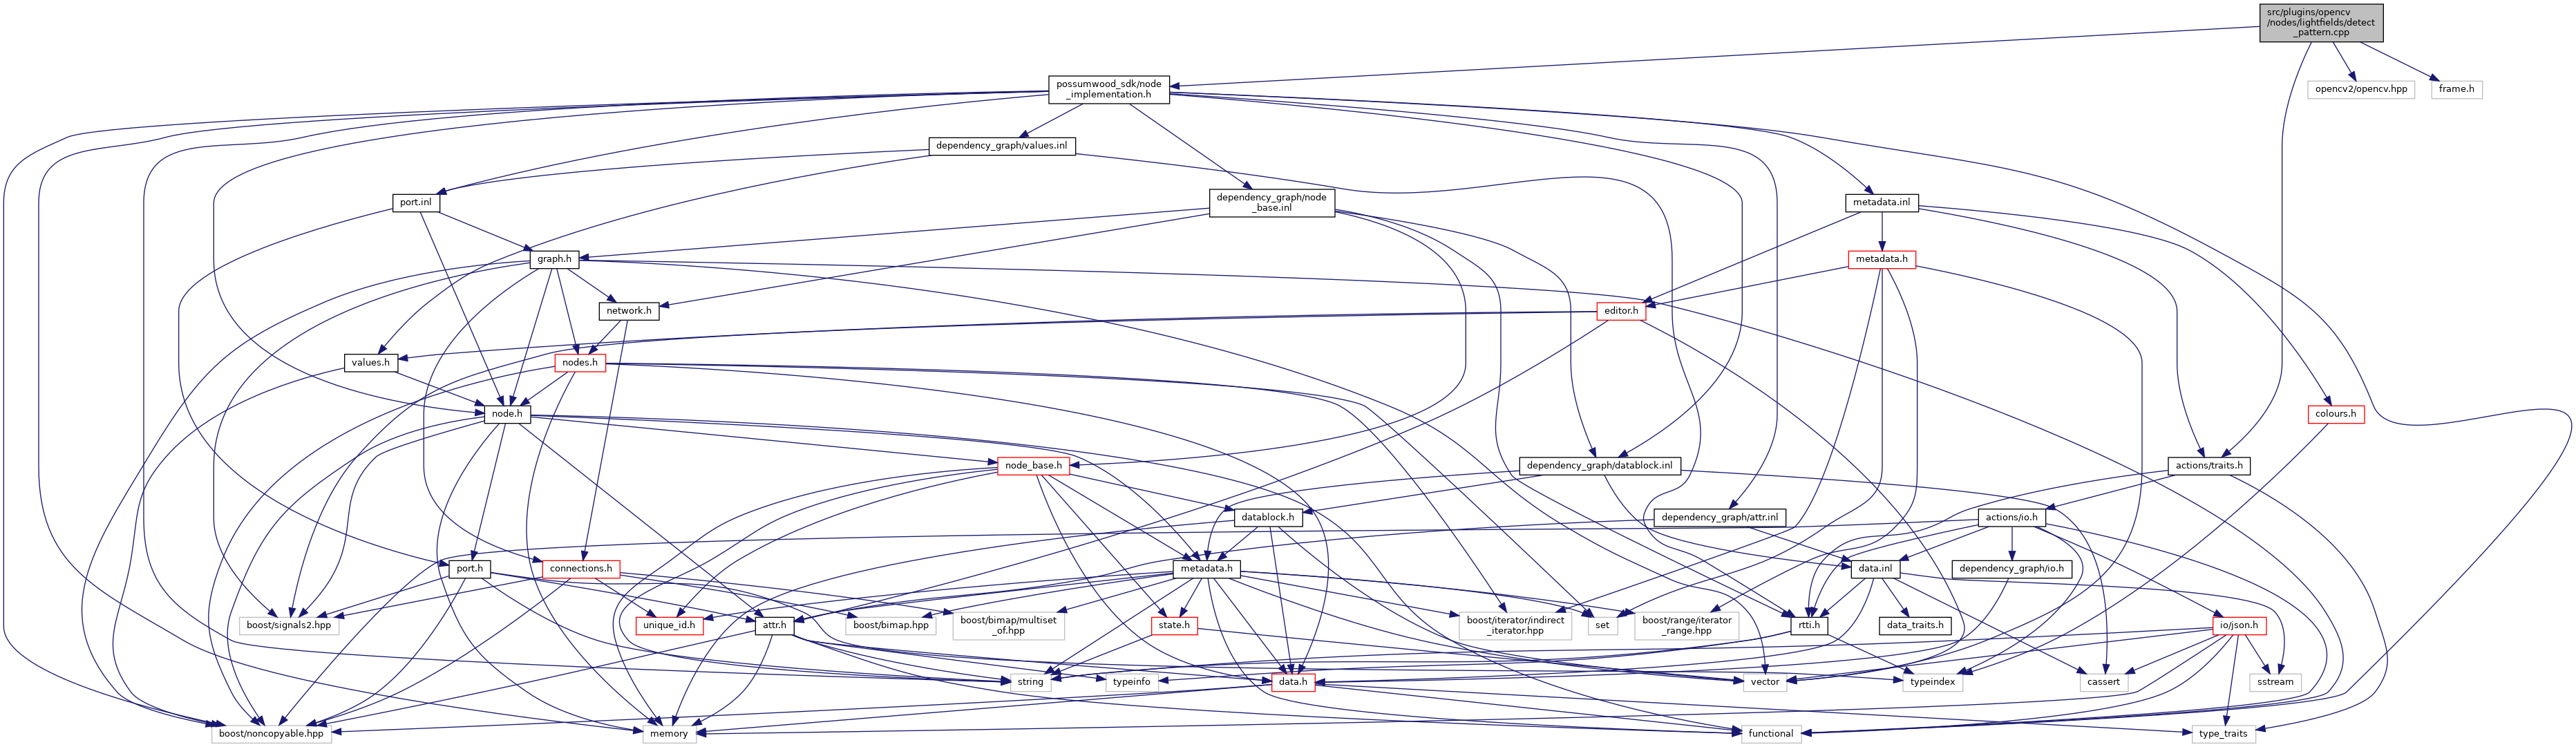 src/plugins/opencv
/nodes/lightfields/detect
_pattern.cpp
possumwood_sdk/node
_implementation.h
opencv2/opencv.hpp
frame.h
dependency_graph/values.inl
port.inl
dependency_graph/node
_base.inl
metadata.inl
graph.h
metadata.h
network.h
editor.h
values.h
nodes.h
node.h
colours.h
node_base.h
dependency_graph/datablock.inl
actions/traits.h
datablock.h
dependency_graph/attr.inl
actions/io.h
port.h
connections.h
metadata.h
data.inl
dependency_graph/io.h
boost/signals2.hpp
unique_id.h
attr.h
boost/bimap.hpp
boost/bimap/multiset
_of.hpp
state.h
boost/iterator/indirect
_iterator.hpp
set
boost/range/iterator
_range.hpp
rtti.h
data_traits.h
io/json.h
string
typeinfo
data.h
vector
typeindex
cassert
sstream
boost/noncopyable.hpp
memory
functional
type_traits